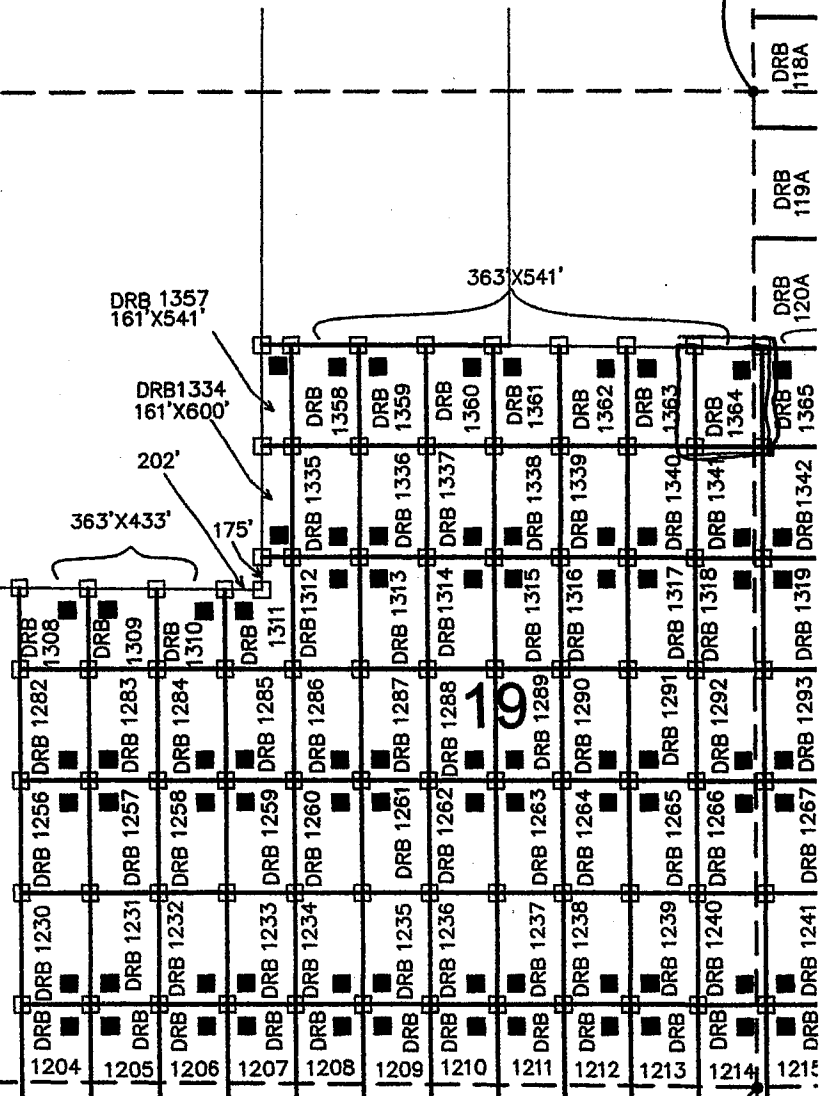 DRB
118A
DRB
119A
DRB
120A
363'X541'
DRB 1357
161'X541'
DRB1334
161'X600'
202'
363'X433'
175'
DRB
1358
DRB
1359
DRB
1360
DRB
1361
DRB
1362
DRB
1363
DRB
1364
DRB
1365
DRB 1335
DRB 1336
DRB 1337
DRB 1338
DRB 1339
DRB 1340
DRB 1341
DRB1342
DRB
1308
DRB
1309
DRB
1310
DRB
1311
DRB1312
DRB 1313
DRB 1314
DRB 1315
DRB 1316
DRB 1317
DRB 1318
DRB 1319
DRB 1282
DRB 1283
DRB 1284
DRB 1285
DRB 1286
DRB 1287
DRB 1288
19
DRB 1289
DRB 1290
DRB 1291
DRB 1292
DRB 1293
DRB 1256
DRB 1257
DRB 1258
DRB 1259
DRB 1260
DRB 1261
DRB 1262
DRB 1263
DRB 1264
DRB 1265
DRB 1266
DRB 1267
DRB 1230
DRB 1231
DRB 1232
DRB 1233
DRB 1234
DRB 1235
DRB 1236
DRB 1237
DRB 1238
DRB 1239
DRB 1240
DRB 1241
DRB
1204
DRB
1205
DRB
1206
DRB
1207
DRB
1208
DRB
1209
DRB
1210
DRB
1211
DRB
1212
DRB
1213
DRB
1214
DRB
1215